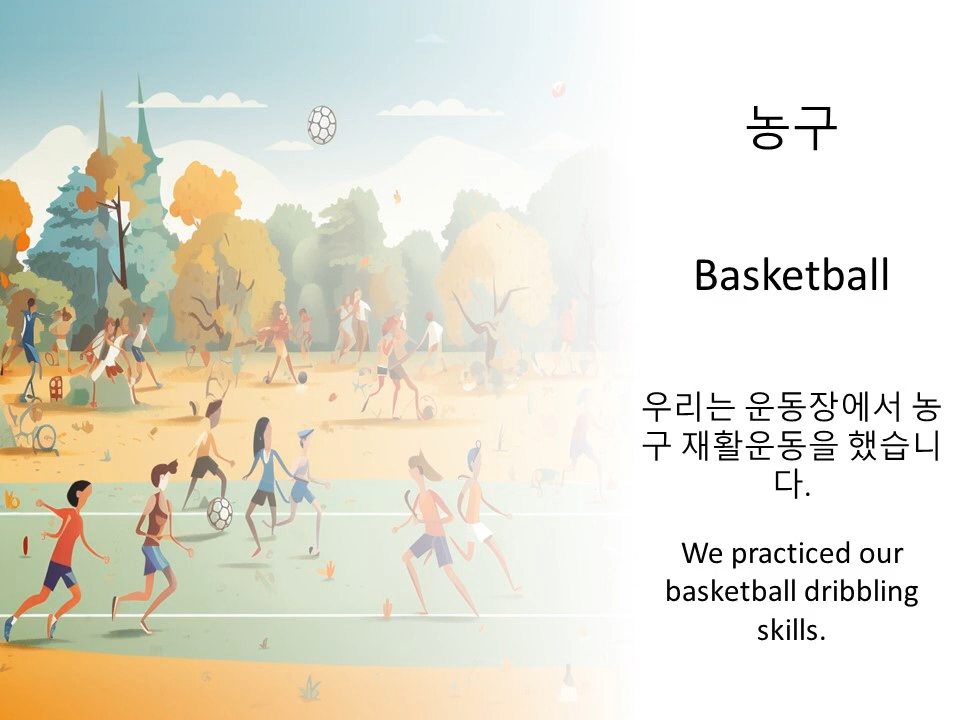 농구
Basketball
우리는 운동장에서 농
구 재활운동을 했습니
다.
We practiced our
basketball dribbling
skills.